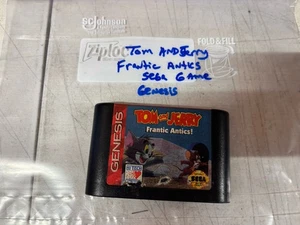 SC Johnson
Ziploc
FOLD & FILL
Tom AND Jerry
Frantic Antics
Sega Game
Genesis
GENESIS
TOM AND JERRY
Frantic Antics!
SEGA